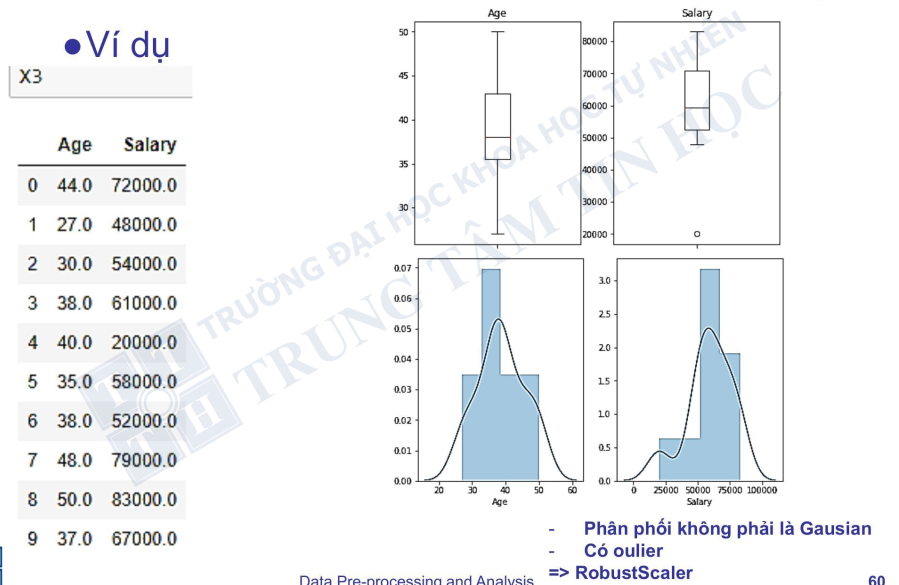 ●Ví dụ
X3
Age Salary
0 44.0 72000.0
1 27.0 48000.0
2 30.0 54000.0
3 38.0 61000.0
4 40.0 20000.0
5 35.0 58000.0
6 38.0 52000.0
7 48.0 79000.0
8 50.0 83000.0
9 37.0 67000.0
Age
50
45
40
35
30
Salary
80000
70000
60000
50000
40000
30000
20000
0.07
0.06
0.05
0.04
0.03
0.02
0.01
0.00
20 30 40 50 60
Age
3.0
2.5
2.0
1.5
1.0
0.5
0.0
0 25000 50000 75000 100000
Salary
TRƯỜNG ĐẠI HỌC KHOA HỌC TỰ NHIÊN
TRUNG TÂM TIN HỌC
- Phân phối không phải là Gausian
- Có oulier
=> RobustScaler
Data Pre-processing and Analysis
60